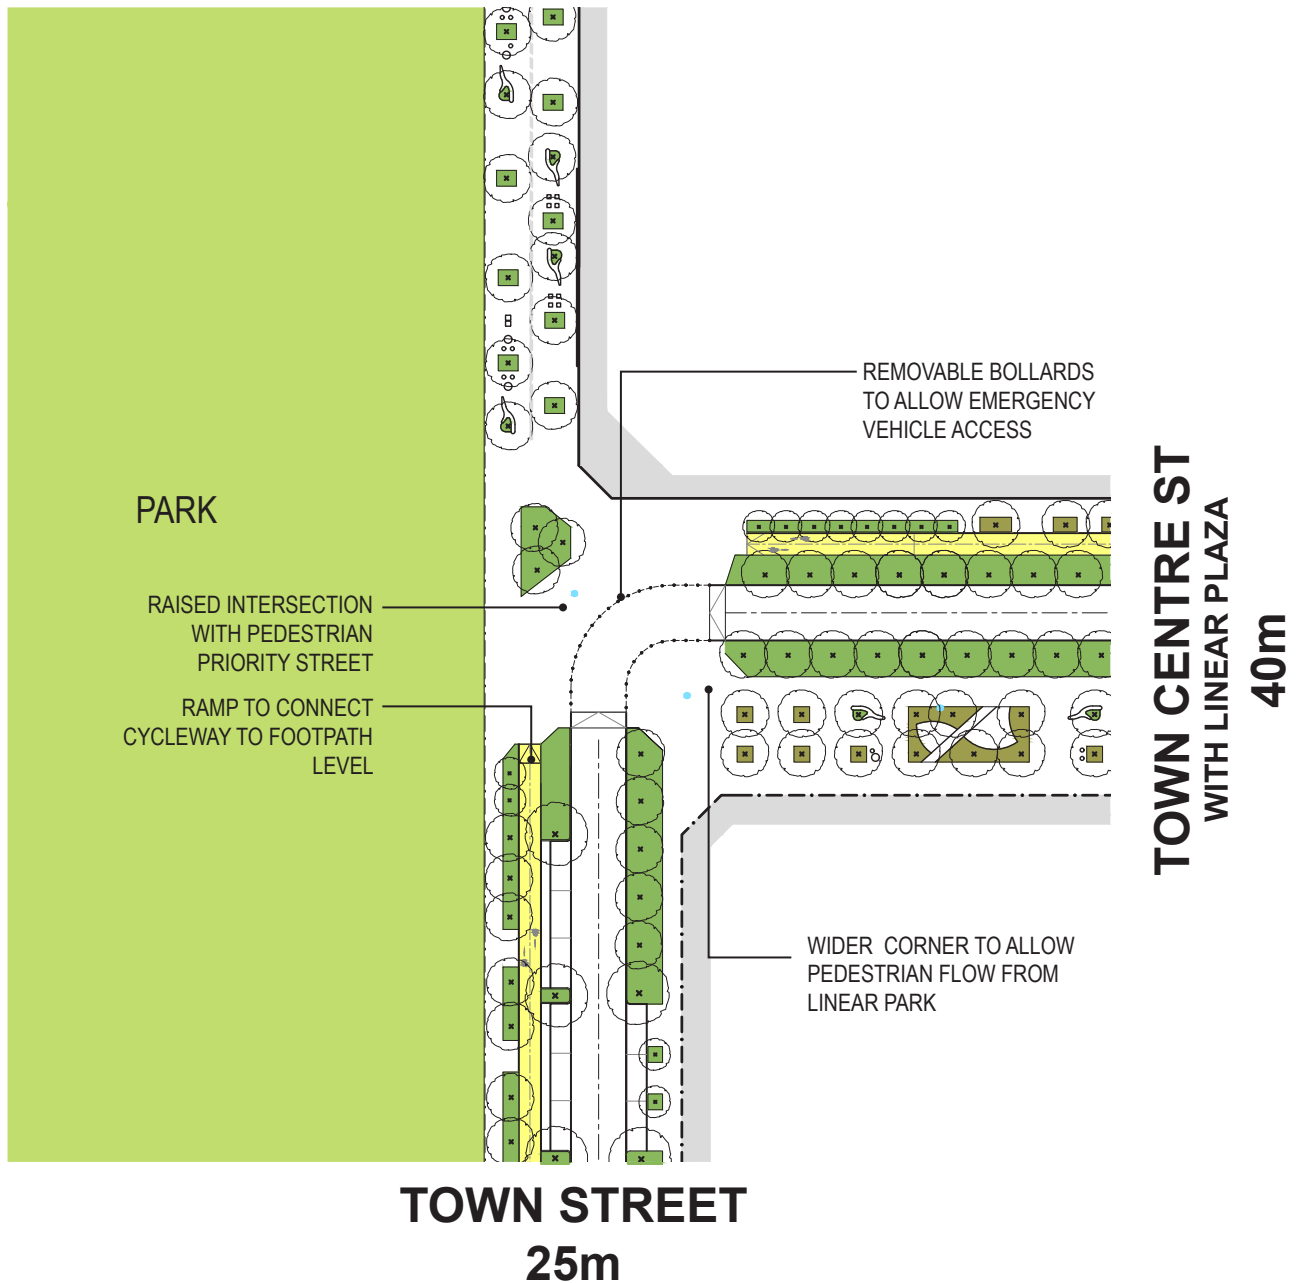 REMOVABLE BOLLARDS
TO ALLOW EMERGENCY
VEHICLE ACCESS
PARK
RAISED INTERSECTION
WITH PEDESTRIAN
PRIORITY STREET
RAMP TO CONNECT
CYCLEWAY TO FOOTPATH
LEVEL
TOWN CENTRE ST
WITH LINEAR PLAZA
40m
WIDER CORNER TO ALLOW
PEDESTRIAN FLOW FROM
LINEAR PARK
TOWN STREET
25m